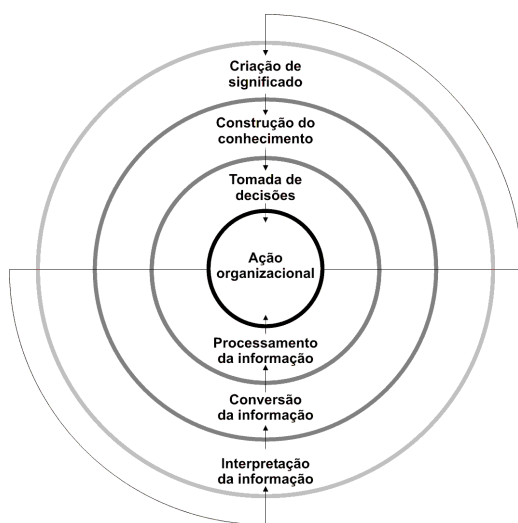 Criação de
significado
Construção do
conhecimento
Tomada de
decisões
Ação
organizacional
Processamento
da informação
Conversão
da informação
Interpretação
da informação